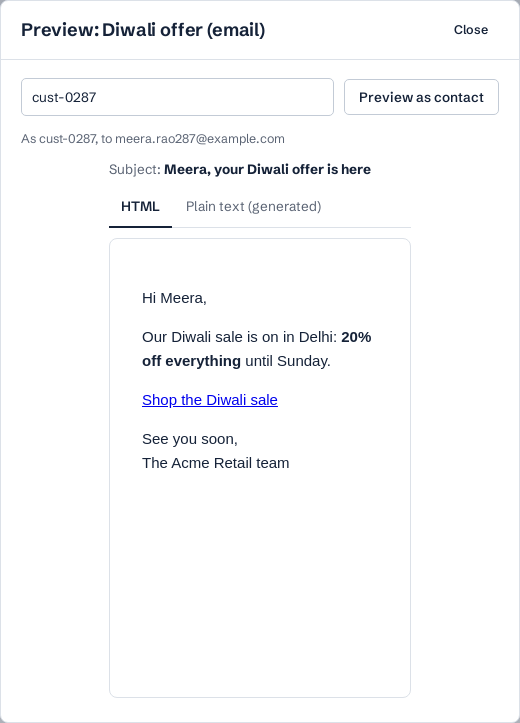 Preview: Diwali offer (email)
Close
cust-0287
Preview as contact
As cust-0287, to meera.rao287@example.com
Subject: Meera, your Diwali offer is here
HTML
Plain text (generated)
Hi Meera,
Our Diwali sale is on in Delhi: 20%
off everything until Sunday.
Shop the Diwali sale
See you soon,
The Acme Retail team